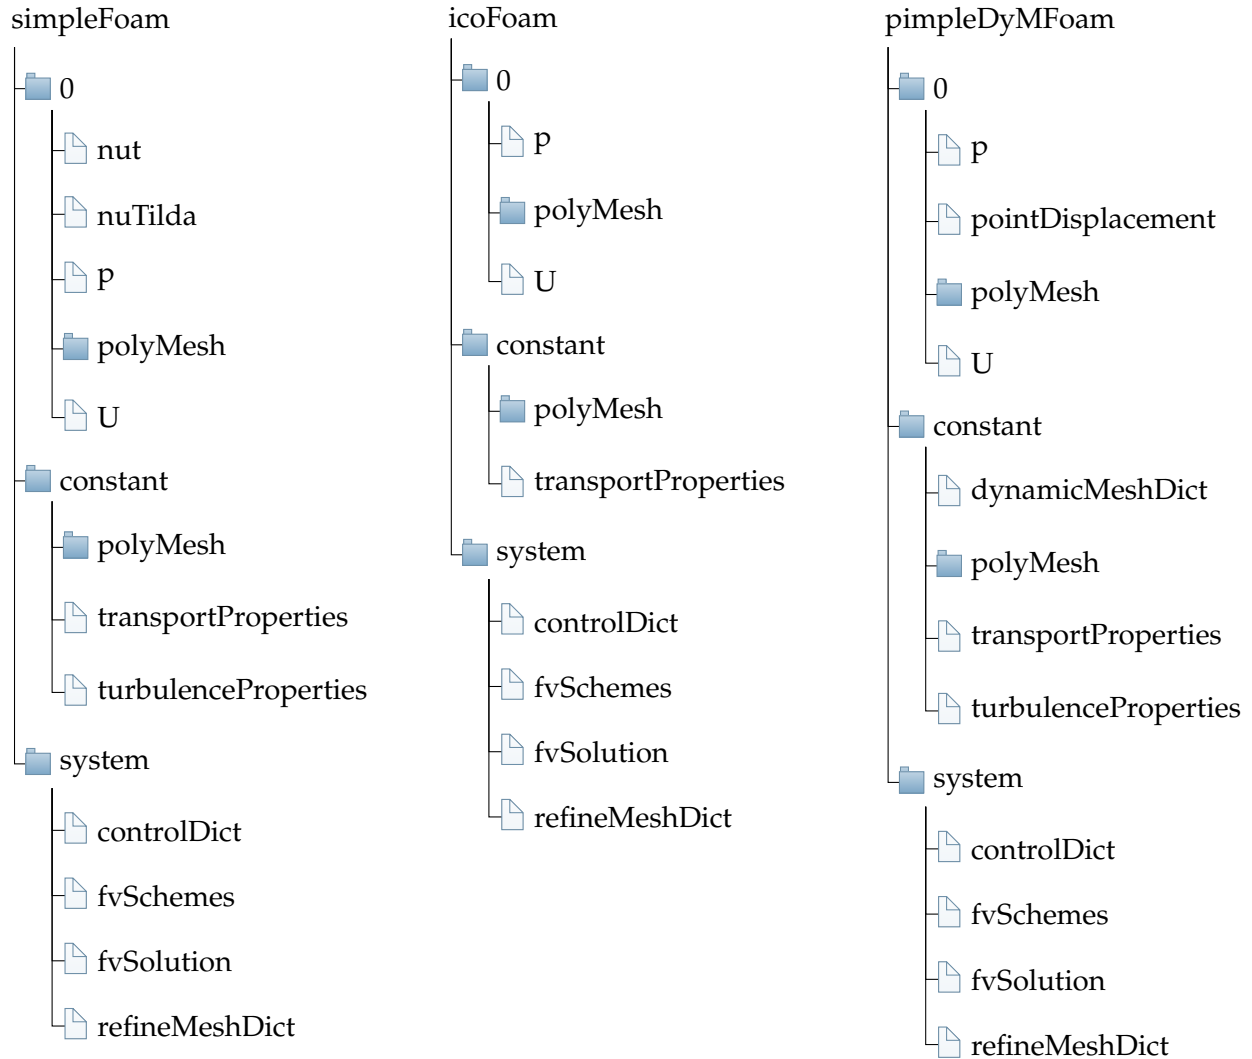 simpleFoam
0
nut
nuTilda
p
polyMesh
U
constant
polyMesh
transportProperties
turbulenceProperties
system
controlDict
fvSchemes
fvSolution
refineMeshDict
icoFoam
0
p
polyMesh
U
constant
polyMesh
transportProperties
system
controlDict
fvSchemes
fvSolution
refineMeshDict
pimpleDyMFoam
0
p
pointDisplacement
polyMesh
U
constant
dynamicMeshDict
polyMesh
transportProperties
turbulenceProperties
system
controlDict
fvSchemes
fvSolution
refineMeshDict